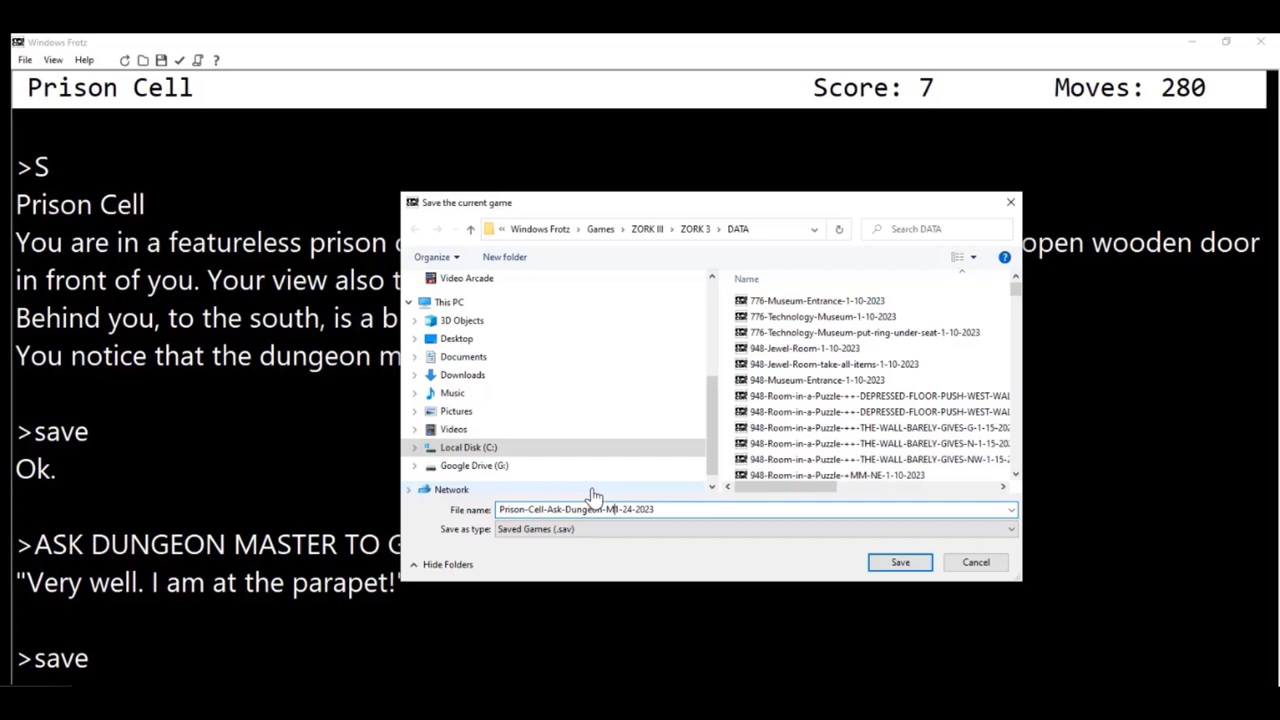 Windows Frotz
File View Help ?
Prison Cell Score: 7 Moves: 280
>S
Prison Cell
You are in a featureless prison open wooden door
in front of you. Your view also
Behind you, to the south, is a b
You notice that the dungeon m
>save
Ok.
>ASK DUNGEON MASTER TO G
"Very well. I am at the parapet!"
>save
Save the current game
« Windows Frotz > Games > ZORK III > ZORK 3 > DATA
Search DATA
Organize New folder
Video Arcade
This PC
3D Objects
Desktop
Documents
Downloads
Music
Pictures
Videos
Local Disk (C:)
Google Drive (G:)
Network
Name
776-Museum-Entrance-1-10-2023
776-Technology-Museum-1-10-2023
776-Technology-Museum-put-ring-under-seat-1-10-2023
948-Jewel-Room-1-10-2023
948-Jewel-Room-take-all-items-1-10-2023
948-Museum-Entrance-1-10-2023
948-Room-in-a-Puzzle-++-DEPRESSED-FLOOR-PUSH-WEST-WAL
948-Room-in-a-Puzzle-++-DEPRESSED-FLOOR-PUSH-WEST-WAL
948-Room-in-a-Puzzle-++-THE-WALL-BARELY-GIVES-G-1-15-202
948-Room-in-a-Puzzle-++-THE-WALL-BARELY-GIVES-N-1-15-202
948-Room-in-a-Puzzle-++-THE-WALL-BARELY-GIVES-NW-1-15-2
948-Room-in-a-Puzzle-+MM-NE-1-10-2023
File name: Prison-Cell-Ask-Dungeon-M1-24-2023
Save as type: Saved Games (.sav)
Hide Folders Save Cancel